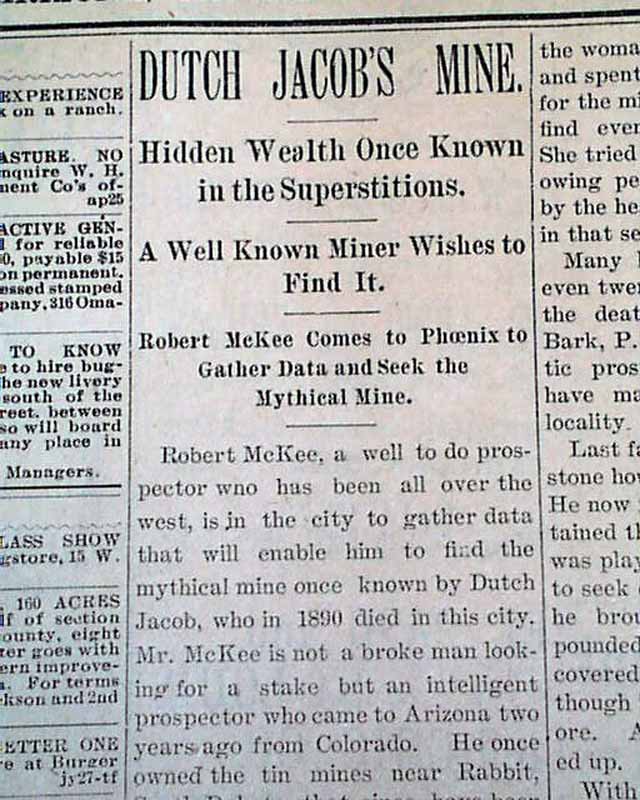 EXPERIENCE
k on a ranch.
ASTURE. NO
nquire W. H.
ment Co's of-
ap25
ACTIVE GEN-
for reliable
0, payable $15
on permanent.
essed stamped
pany, 316 Oma-
TO KNOW
e to hire bug-
he new livery
south of the
reet. between
so will board
any place in
Managers.
LASS SHOW
gstore, 15 W.
160 ACRES
lf of section
ounty, eight
ter goes with
ern improve-
s. For terms
kson and 2nd
ETTER ONE
re at Burger
jy27-tf
DUTCH JACOB'S MINE.
Hidden Wealth Once Known
in the Superstitions.
A Well Known Miner Wishes to
Find It.
Robert McKee Comes to Phœnix to
Gather Data and Seek the
Mythical Mine.
Robert McKee, a well to do pros-
pector wno has been all over the
west, is in the city to gather data
that will enable him to find the
mythical mine once known by Dutch
Jacob, who in 1890 died in this city.
Mr. McKee is not a broke man look-
ing for a stake but an intelligent
prospector who came to Arizona two
years ago from Colorado. He once
owned the tin mines near Rabbit,
the woma
and spent
for the mi
find ever
She tried
owing pe
by the he
in that se
Many
even twer
the deat
Bark, P.
tic pros
have ma
locality.
Last fa
stone how
He now
tained th
was play
to seek
he brou
pounded
covered
though
ore. A
ed up.
With